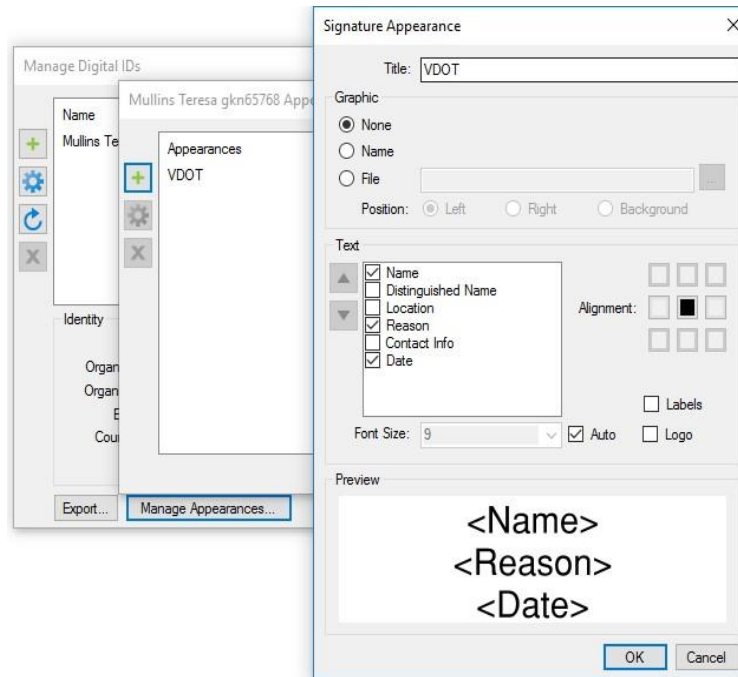 Manage Digital IDs
Name
Mullins Te
Identity
Organ
Organ
E
Cou
Export...
Manage Appearances...
Mullins Teresa gkn65768 Appe
Appearances
VDOT
Signature Appearance
Title: VDOT
Graphic
None
Name
File
...
Position: Left Right Background
Text
Name
Distinguished Name
Location
Reason
Contact Info
Date
Alignment:
Labels
Font Size: 9 Auto Logo
Preview
<Name>
<Reason>
<Date>
OK Cancel